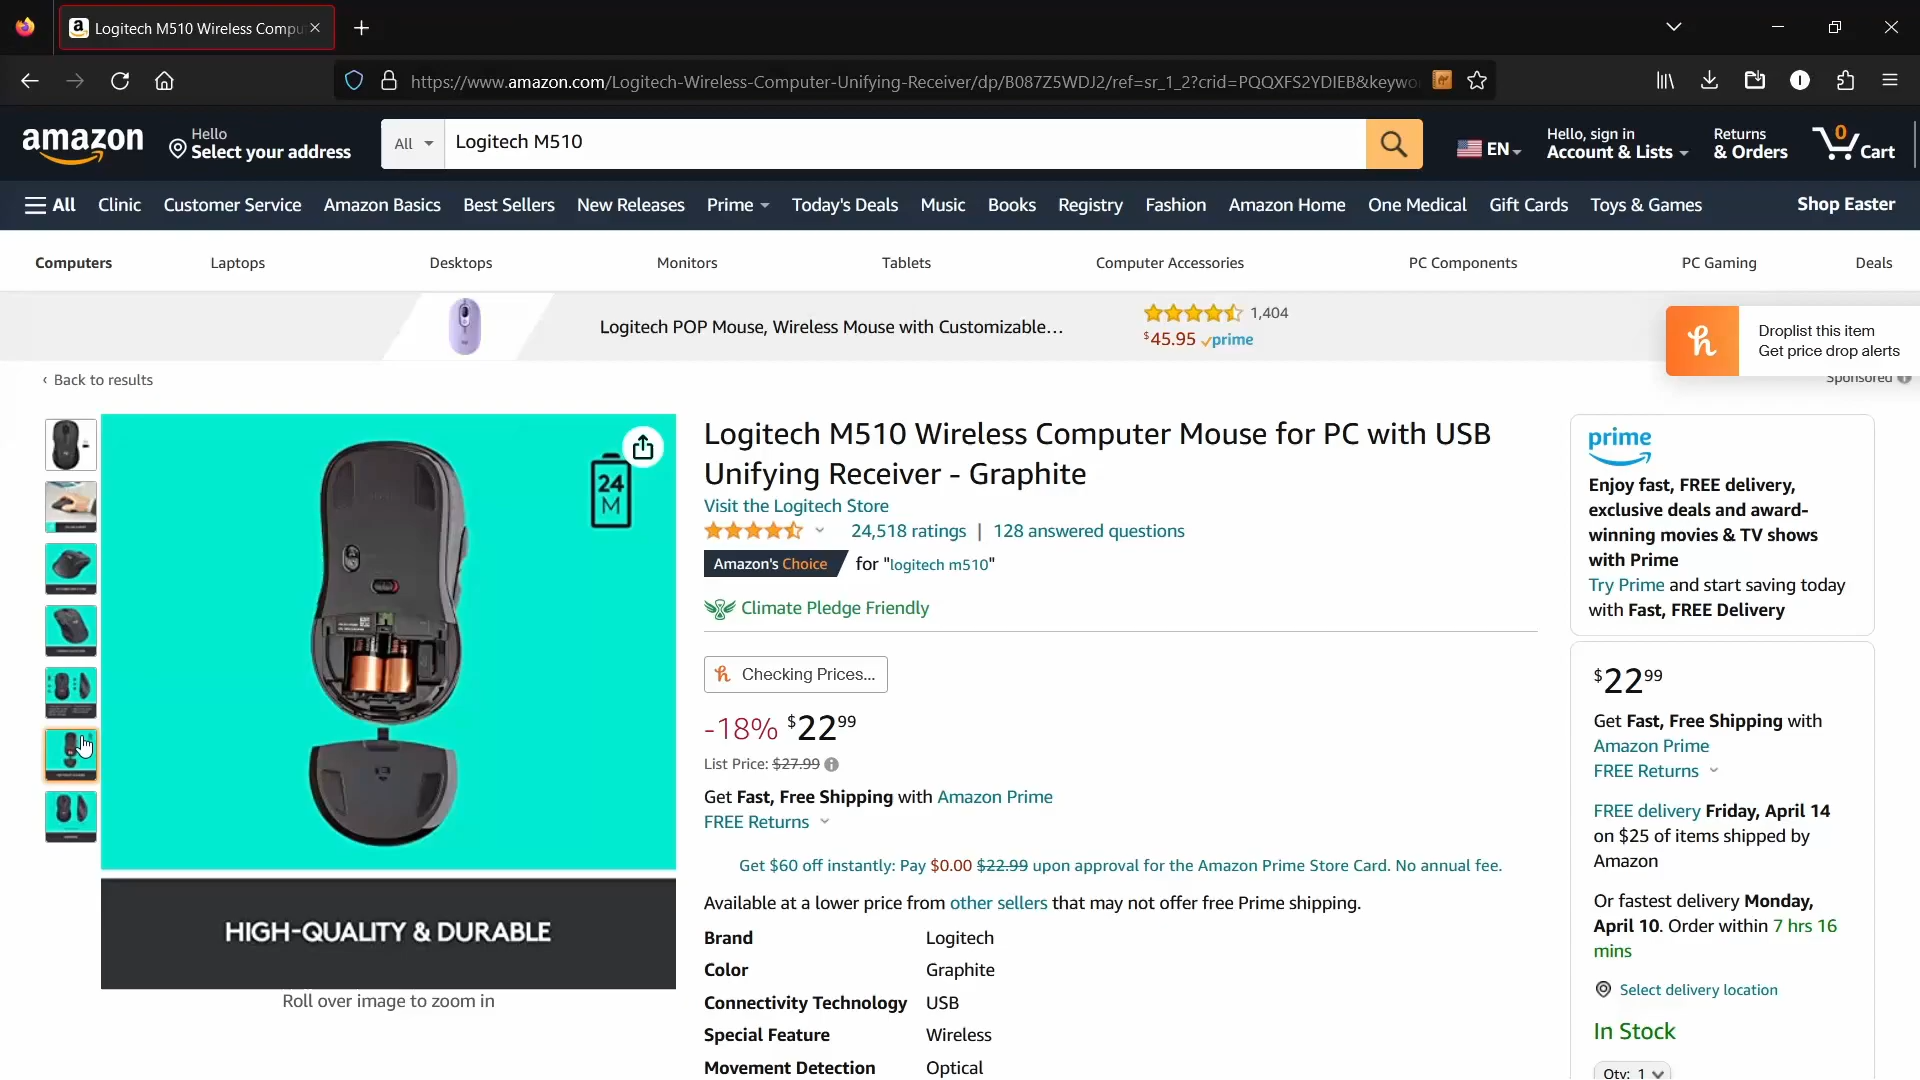 Logitech M510 Wireless Compu
https://www.amazon.com/Logitech-Wireless-Computer-Unifying-Receiver/dp/B087Z5WDJ2/ref=sr_1_2?crid=PQQXFS2YDIEB&keywo
amazon
Hello
Select your address
All
Logitech M510
EN
Hello, sign in
Account & Lists
Returns
& Orders
0
Cart
All
Clinic
Customer Service
Amazon Basics
Best Sellers
New Releases
Prime
Today's Deals
Music
Books
Registry
Fashion
Amazon Home
One Medical
Gift Cards
Toys & Games
Shop Easter
Computers
Laptops
Desktops
Monitors
Tablets
Computer Accessories
PC Components
PC Gaming
Deals
Logitech POP Mouse, Wireless Mouse with Customizable…
1,404
$45.95 prime
Droplist this item
Get price drop alerts
Sponsored
‹ Back to results
24
M
HIGH-QUALITY & DURABLE
Roll over image to zoom in
Logitech M510 Wireless Computer Mouse for PC with USB
Unifying Receiver - Graphite
Visit the Logitech Store
24,518 ratings | 128 answered questions
Amazon's Choice for "logitech m510"
Climate Pledge Friendly
Checking Prices...
-18% $22 99
List Price: $27.99
Get Fast, Free Shipping with Amazon Prime
FREE Returns
Get $60 off instantly: Pay $0.00 $22.99 upon approval for the Amazon Prime Store Card. No annual fee.
Available at a lower price from other sellers that may not offer free Prime shipping.
Brand Logitech
Color Graphite
Connectivity Technology USB
Special Feature Wireless
Movement Detection Optical
prime
Enjoy fast, FREE delivery,
exclusive deals and award-
winning movies & TV shows
with Prime
Try Prime and start saving today
with Fast, FREE Delivery
$22 99
Get Fast, Free Shipping with
Amazon Prime
FREE Returns
FREE delivery Friday, April 14
on $25 of items shipped by
Amazon
Or fastest delivery Monday,
April 10. Order within 7 hrs 16
mins
Select delivery location
In Stock
Qty: 1